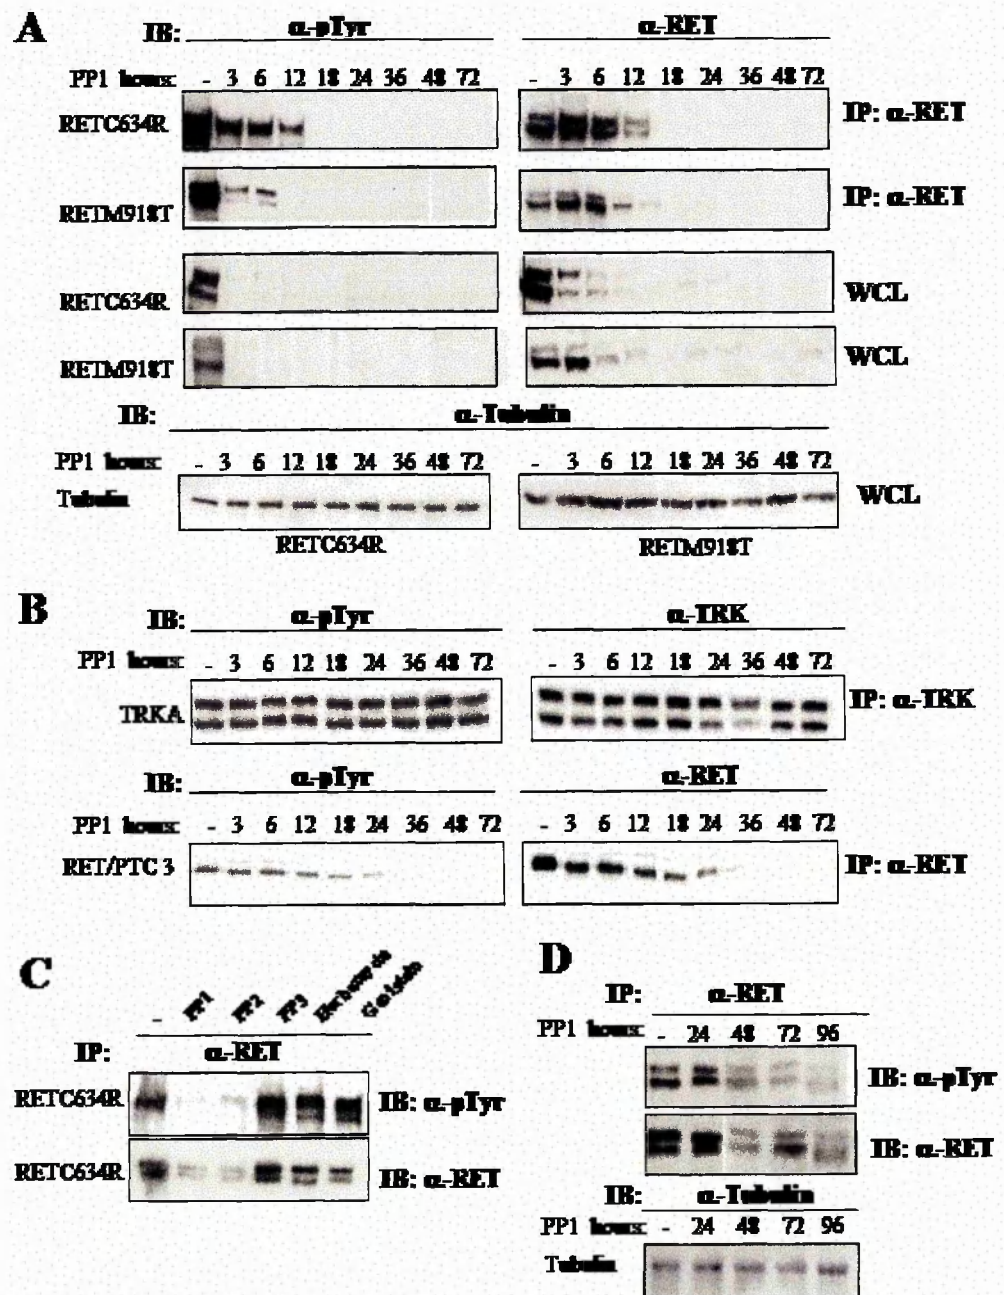 A
IB: α-pTyr α-RET
PP1 hours: - 3 6 12 18 24 36 48 72 - 3 6 12 18 24 36 48 72
RETC634R IP: α-RET
RETM918T IP: α-RET
RETC634R WCL
RETM918T WCL
IB: α-Tubulin
PP1 hours: - 3 6 12 18 24 36 48 72 - 3 6 12 18 24 36 48 72
Tubulin WCL
RETC634R RETM918T
B
IB: α-pTyr α-TRK
PP1 hours: - 3 6 12 18 24 36 48 72 - 3 6 12 18 24 36 48 72
TRKA IP: α-TRK
IB: α-pTyr α-RET
PP1 hours: - 3 6 12 18 24 36 48 72 - 3 6 12 18 24 36 48 72
RET/PTC 3 IP: α-RET
C
- PP1 PP2 PP3
IP: α-RET
RETC634R IB: α-pTyr
RETC634R IB: α-RET
D
IP: α-RET
PP1 hours: - 24 48 72 96
IB: α-pTyr
IB: α-RET
IB: α-Tubulin
PP1 hours: - 24 48 72 96
Tubulin